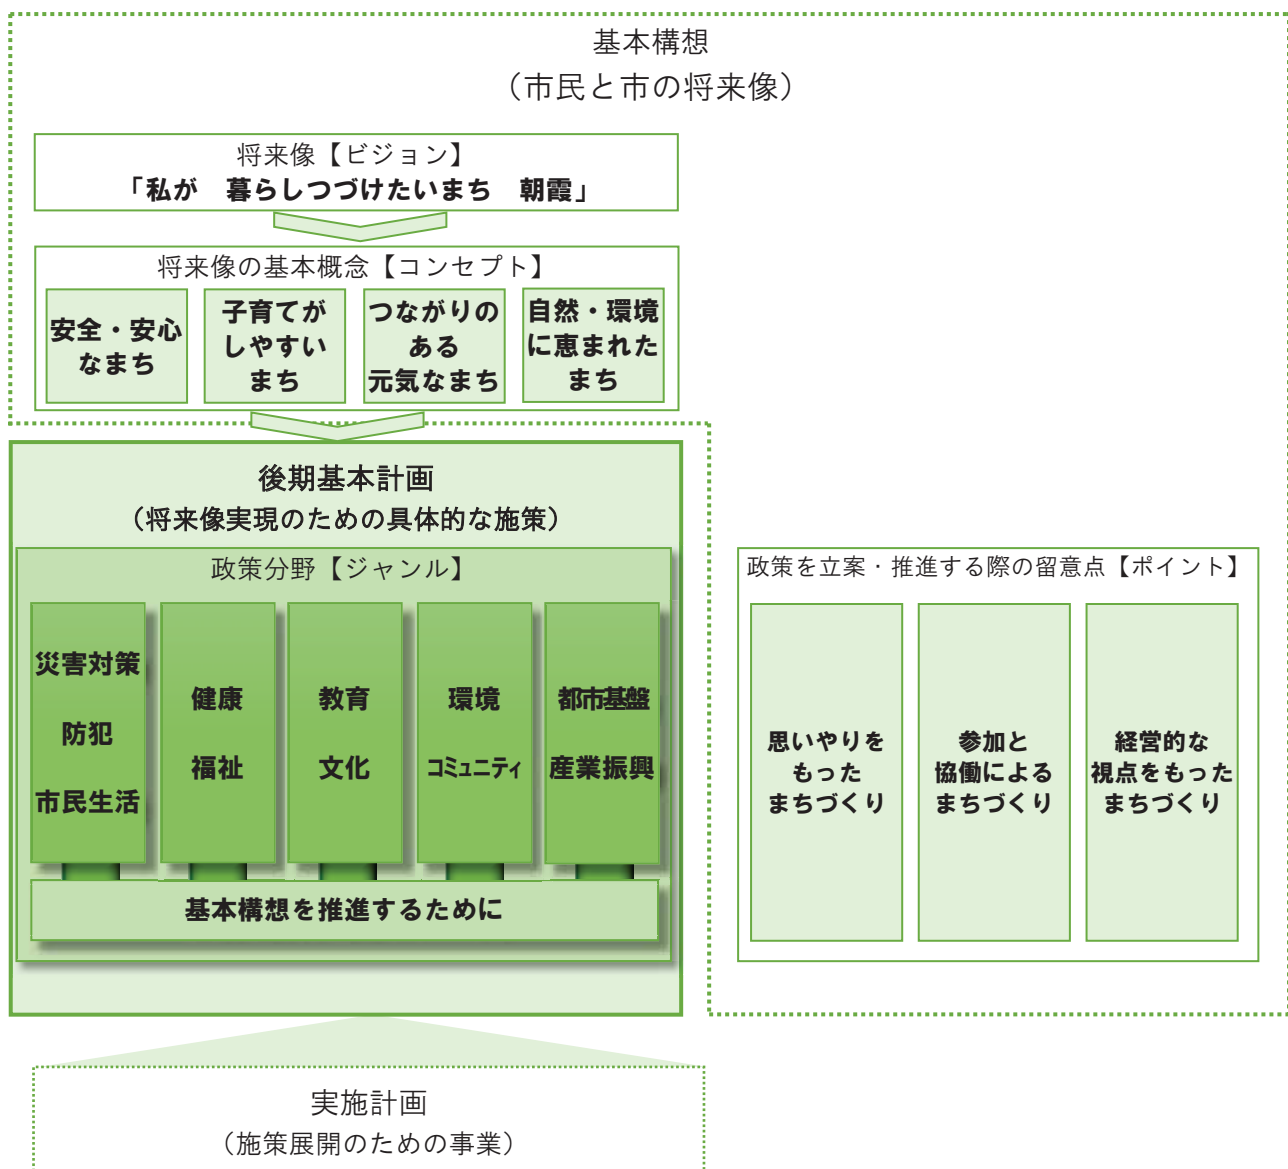 基本構想
（市民と市の将来像）
将来像【ビジョン】
「私が　暮らしつづけたいまち　朝霞」
将来像の基本概念【コンセプト】
安全・安心
なまち
子育てが
しやすい
まち
つながりの
ある
元気なまち
自然・環境
に恵まれた
まち
後期基本計画
（将来像実現のための具体的な施策）
政策分野【ジャンル】
災害対策
防犯
市民生活
健康
福祉
教育
文化
環境
コミュニティ
都市基盤
産業振興
基本構想を推進するために
政策を立案・推進する際の留意点【ポイント】
思いやりを
もった
まちづくり
参加と
協働による
まちづくり
経営的な
視点をもった
まちづくり
実施計画
（施策展開のための事業）